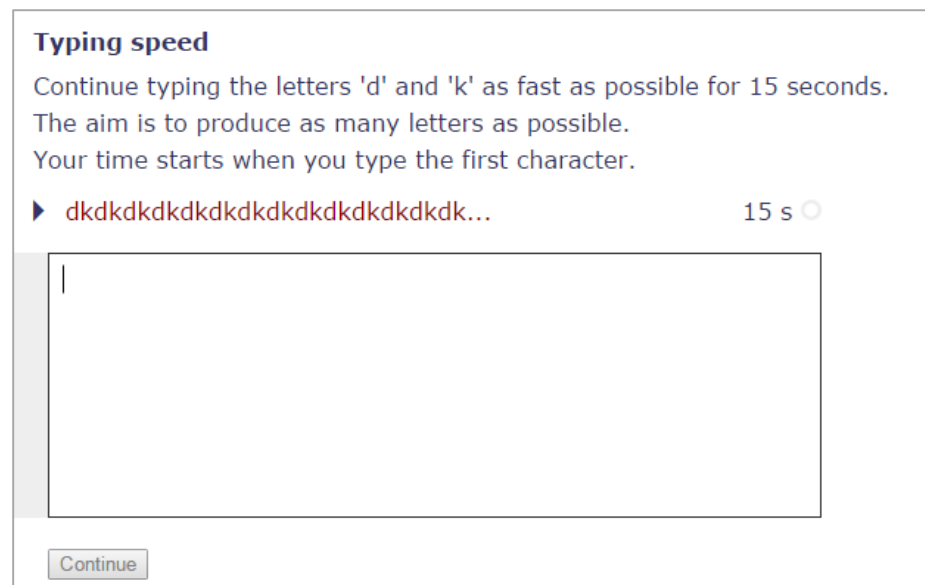 Typing speed
Continue typing the letters 'd' and 'k' as fast as possible for 15 seconds.
The aim is to produce as many letters as possible.
Your time starts when you type the first character.
dkdkdkdkdkdkdkdkdkdkdkdkdkdk... 15 s
Continue